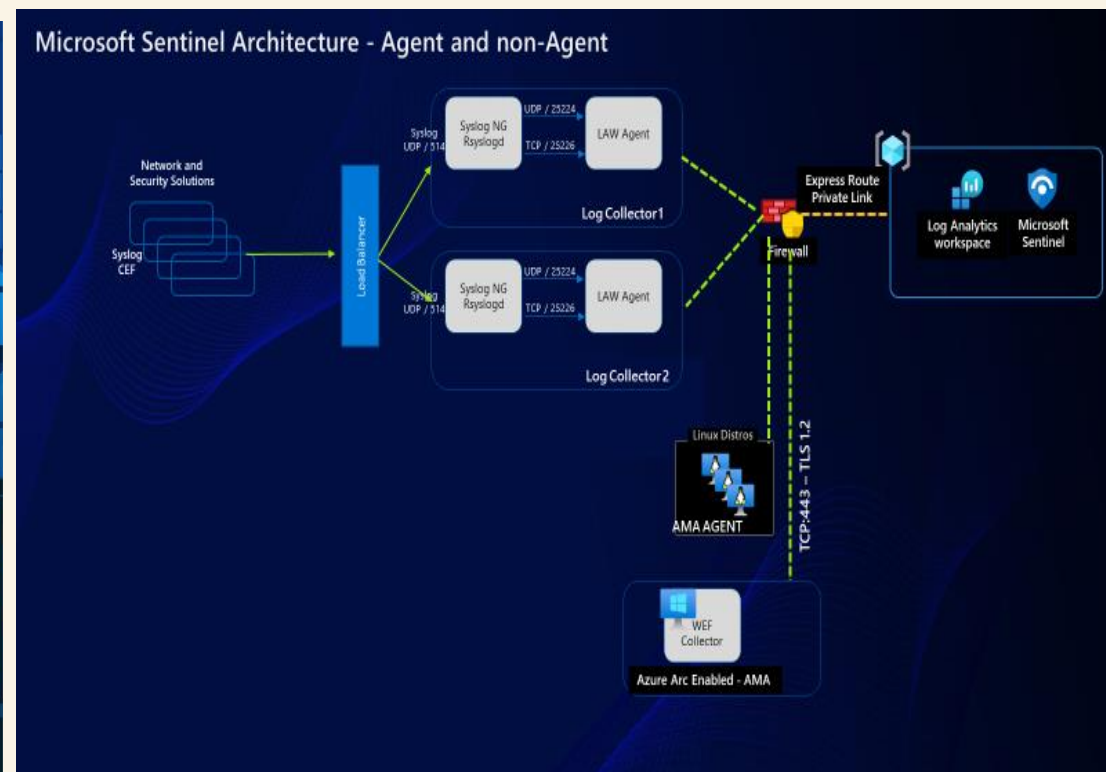 Microsoft Sentinel Architecture - Agent and non-Agent
Network and
Security Solutions
Syslog
CEF
Load Balancer
Syslog
UDP / 514
Syslog NG
Rsyslogd
UDP / 25224
TCP / 25226
LAW Agent
Log Collector1
Syslog
UDP / 514
Syslog NG
Rsyslogd
UDP / 25224
TCP / 25226
LAW Agent
Log Collector2
Firewall
Express Route
Private Link
Log Analytics
workspace
Microsoft
Sentinel
Linux Distros
AMA AGENT
TCP:443 – TLS 1.2
WEF
Collector
Azure Arc Enabled - AMA